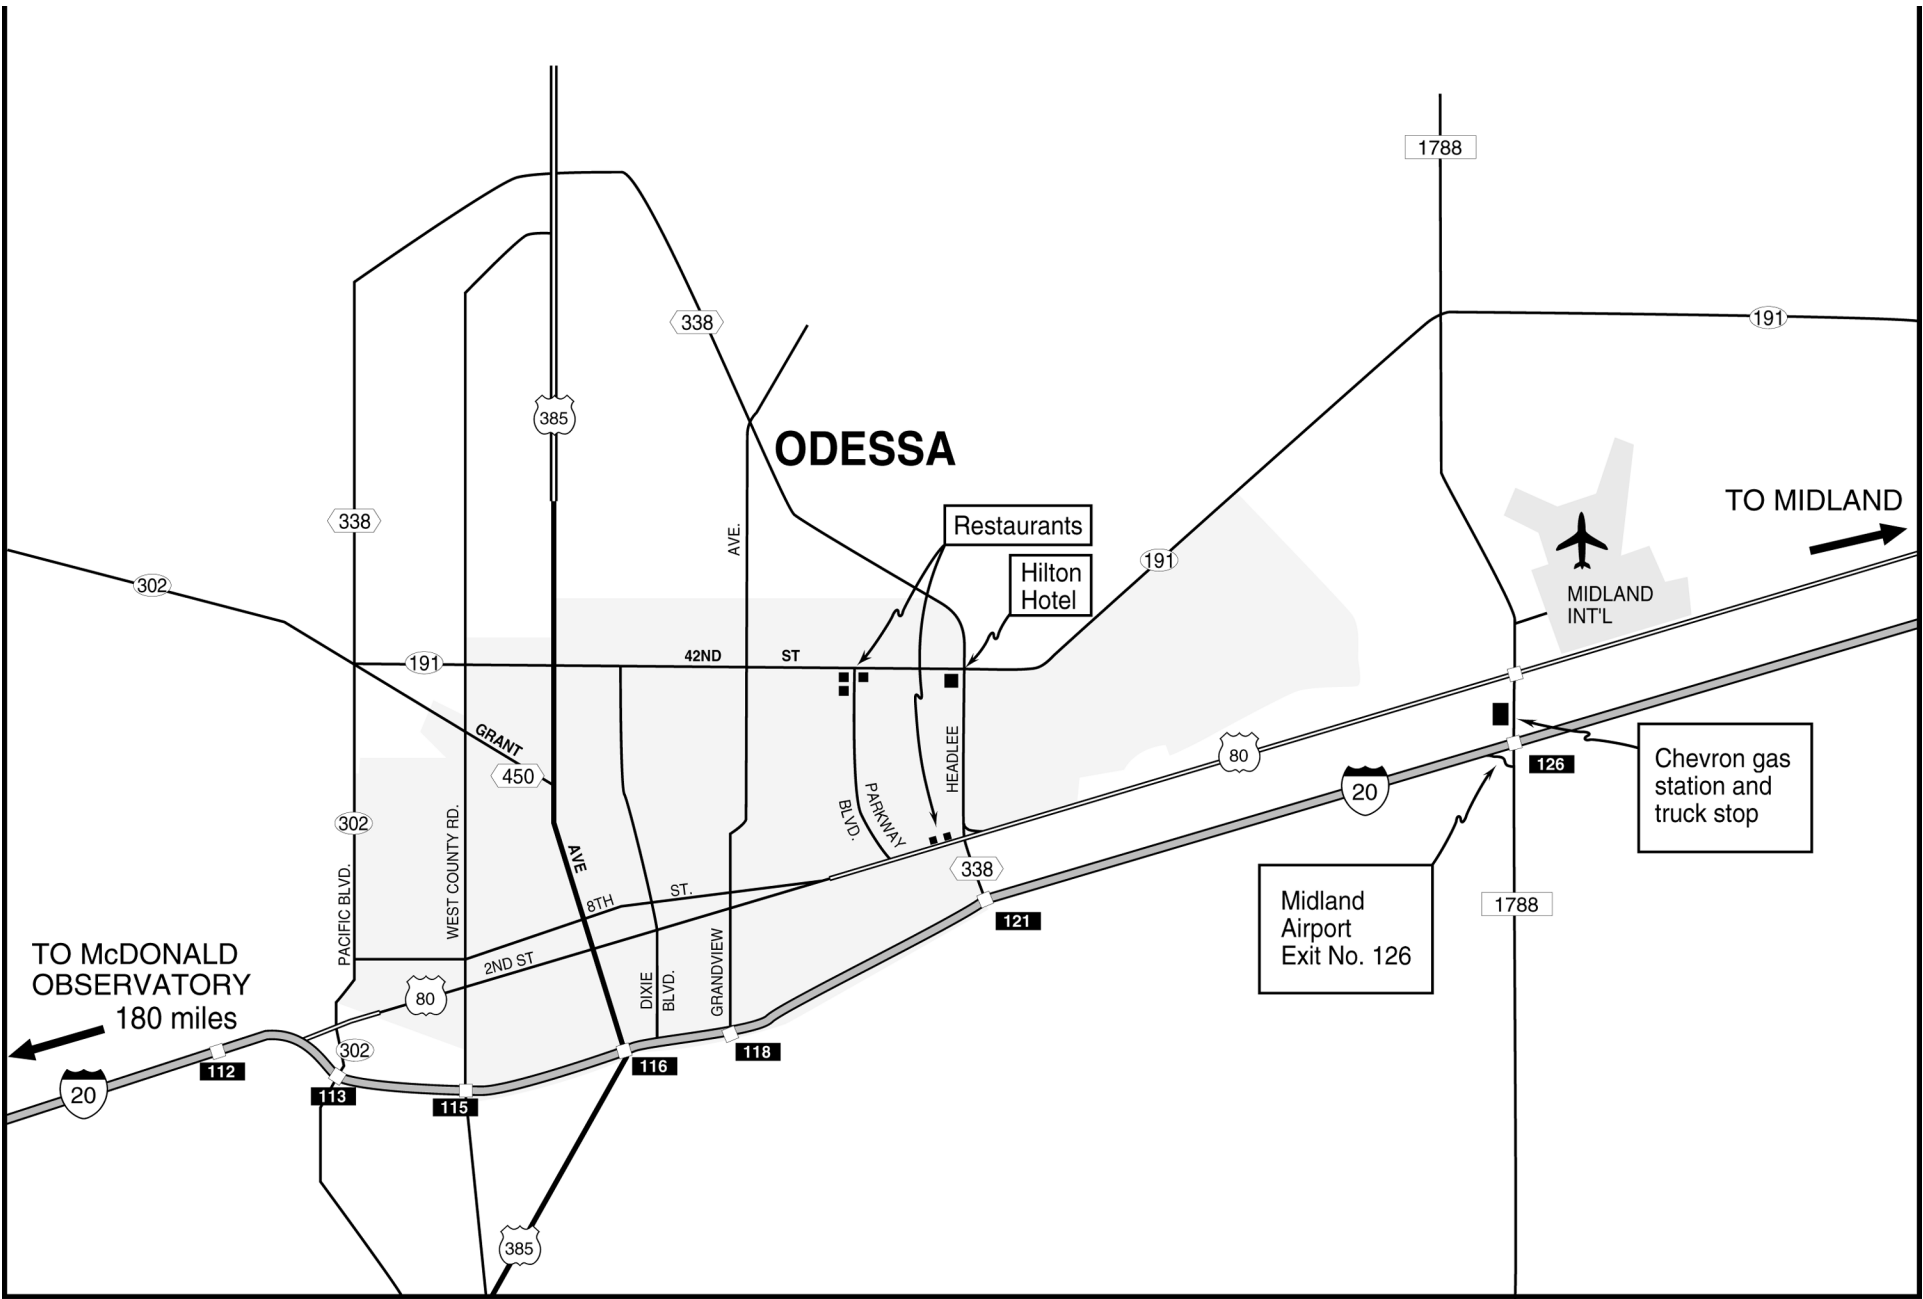 1788
338
191
385
ODESSA
TO MIDLAND
338
AVE.
Restaurants
191
302
Hilton
Hotel
MIDLAND
INT'L
191
42ND ST
GRANT
450
HEADLEE
80
20
126
Chevron gas
station and
truck stop
302
WEST COUNTY RD.
PARKWAY
BLVD.
AVE
338
PACIFIC BLVD.
8TH ST.
121
Midland
Airport
Exit No. 126
1788
TO McDONALD
OBSERVATORY
180 miles
2ND ST
80
DIXIE
BLVD.
GRANDVIEW
302
112
116
118
20
113
115
385